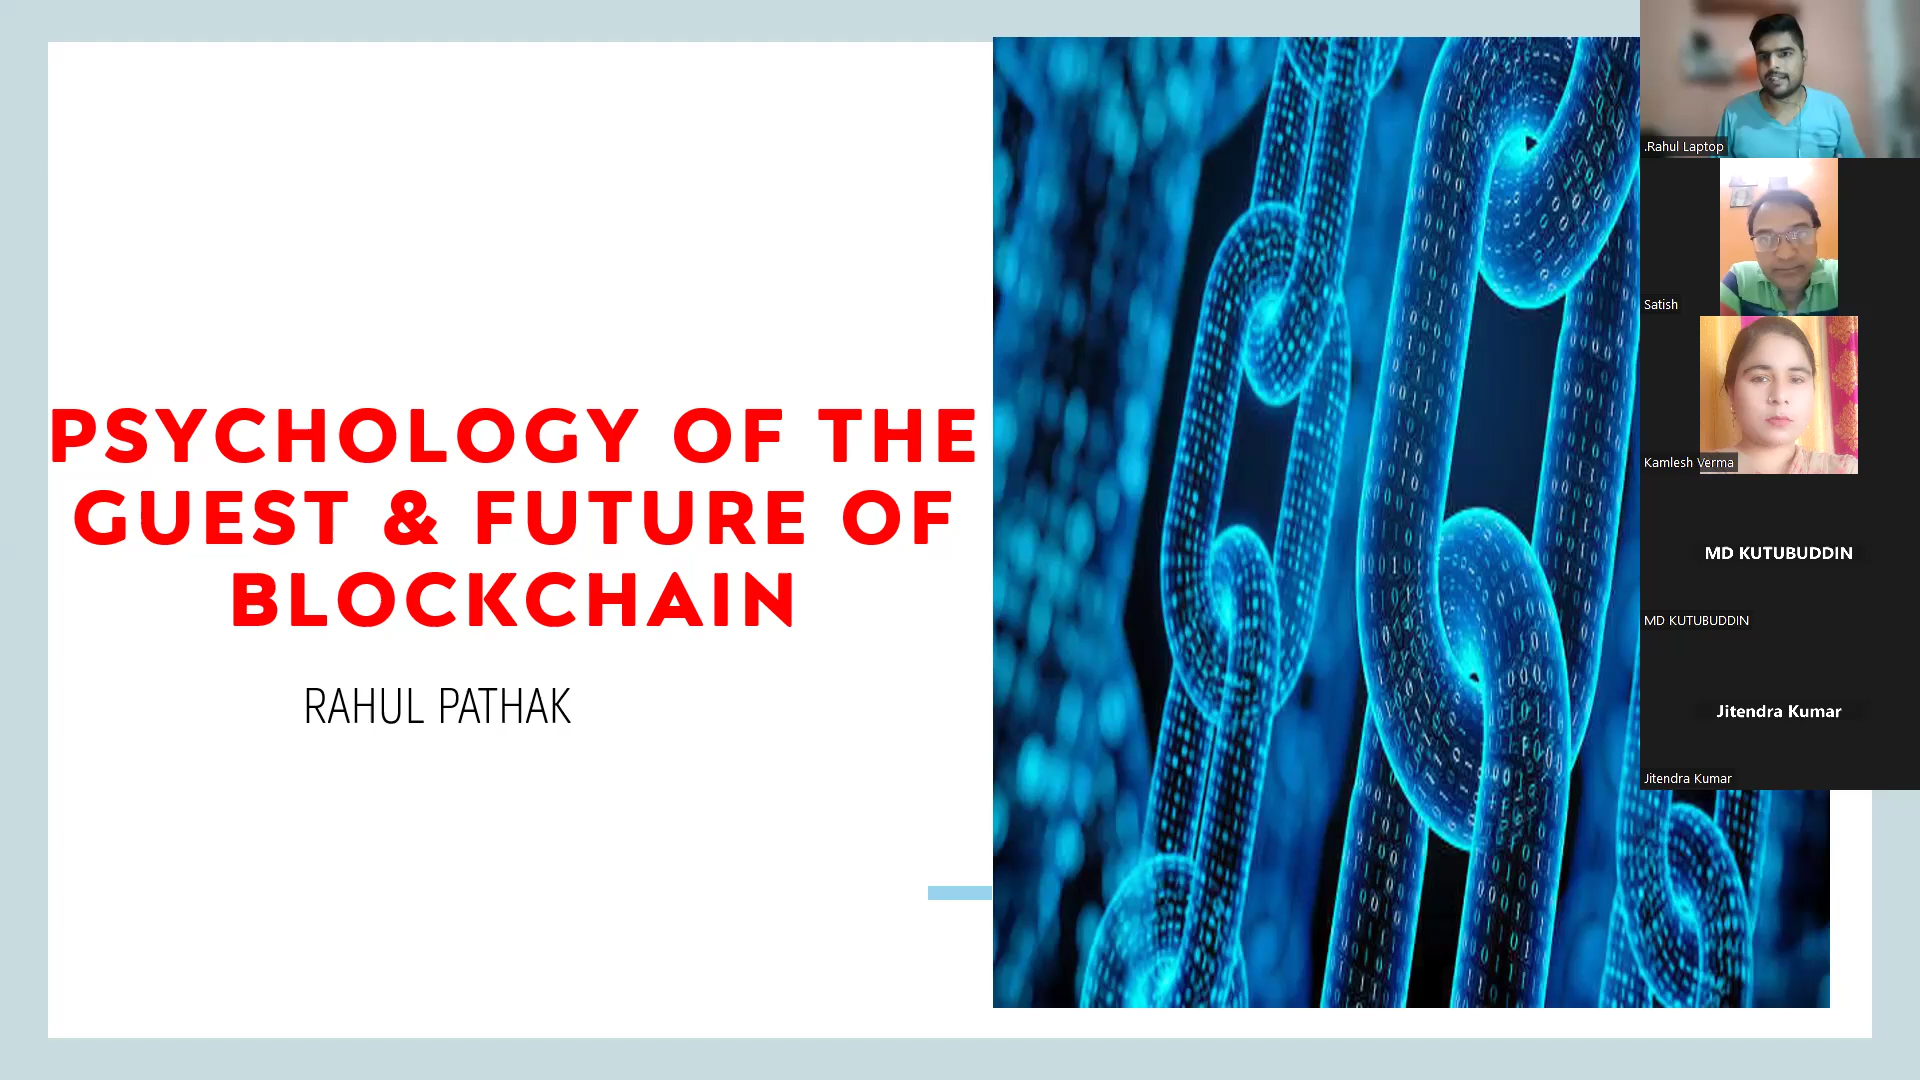 PSYCHOLOGY OF THE
GUEST & FUTURE OF
BLOCKCHAIN
RAHUL PATHAK
.Rahul Laptop
Satish
Kamlesh Verma
MD KUTUBUDDIN
MD KUTUBUDDIN
Jitendra Kumar
Jitendra Kumar